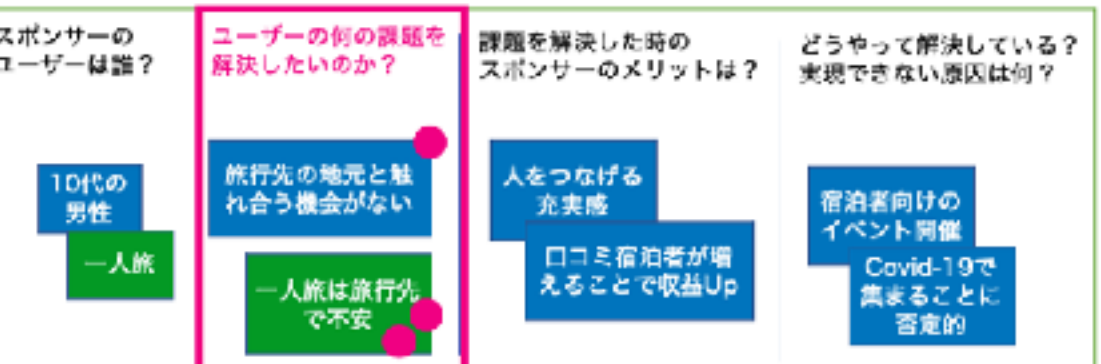 スポンサーの
ユーザーは誰？
ユーザーの何の課題を
解決したいのか？
課題を解決した時の
スポンサーのメリットは？
どうやって解決している？
実現できない原因は何？
10代の
男性
一人旅
旅行先の地元と触
れ合う機会がない
一人旅は旅行先
で不安
人をつなげる
充実感
口コミ宿泊者が増
えることで収益Up
宿泊者向けの
イベント開催
Covid-19で
集まることに
否定的